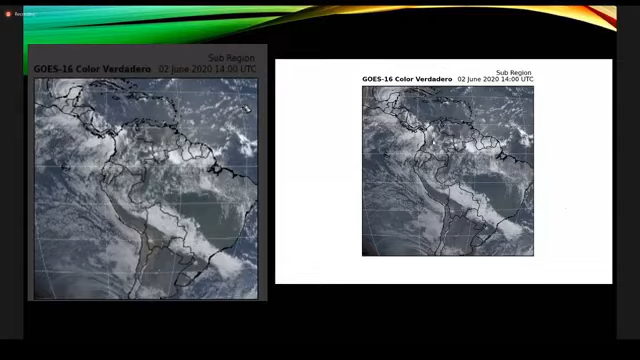 Recording
Sub Region
GOES-16 Color Verdadero 02 June 2020 14:00 UTC
Sub Region
GOES-16 Color Verdadero 02 June 2020 14:00 UTC